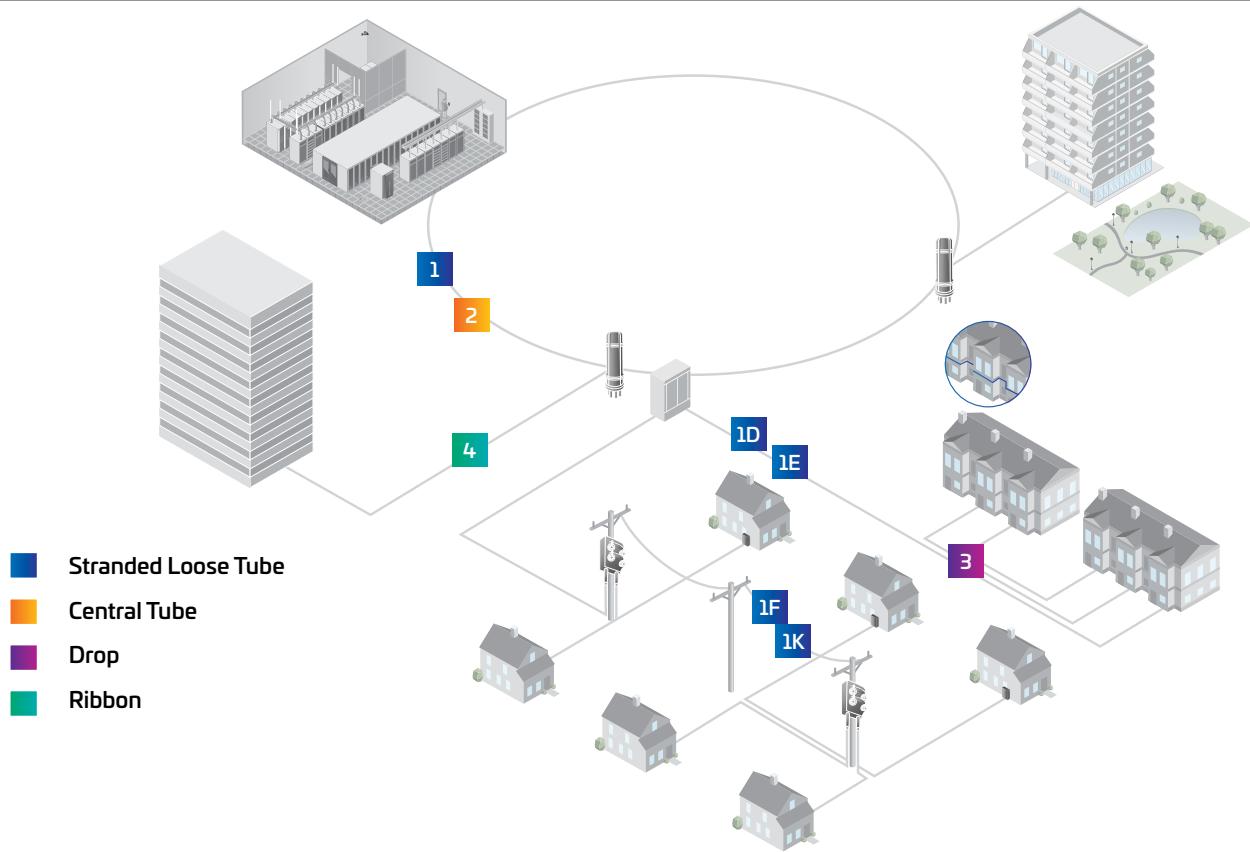 1
2
4
1D
1E
3
1F
1K
Stranded Loose Tube
Central Tube
Drop
Ribbon